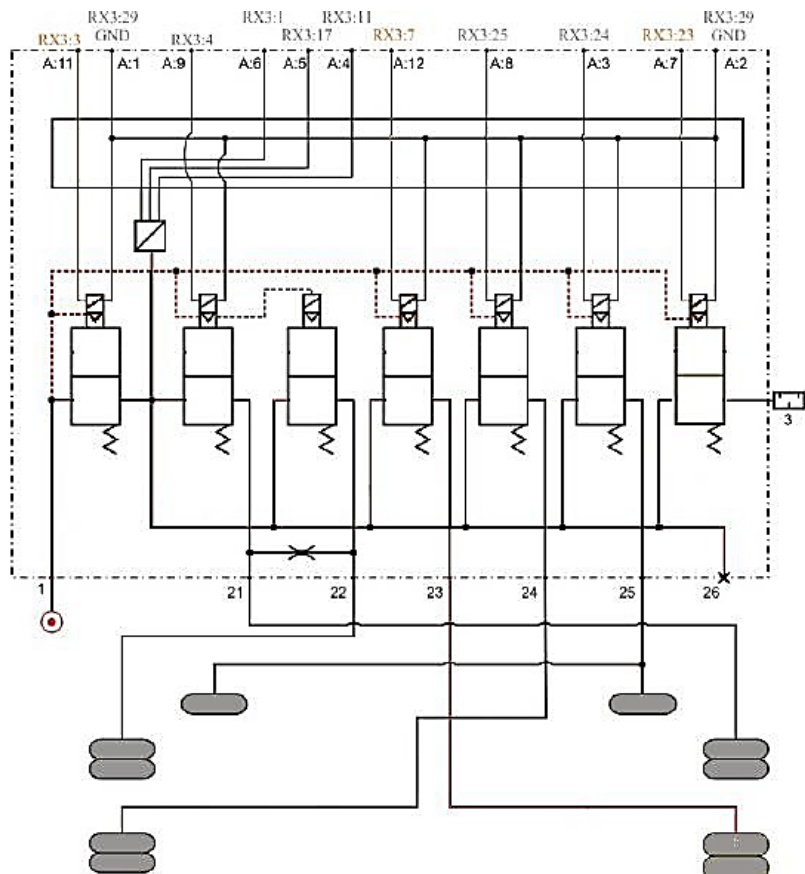 RX3:3
RX3:29
GND
RX3:4
RX3:1
RX3:17
RX3:11
RX3:7
RX3:25
RX3:24
RX3:23
RX3:29
GND
A:11
A:1
A:9
A:6
A:5
A:4
A:12
A:8
A:3
A:7
A:2
3
1
21
22
23
24
25
26